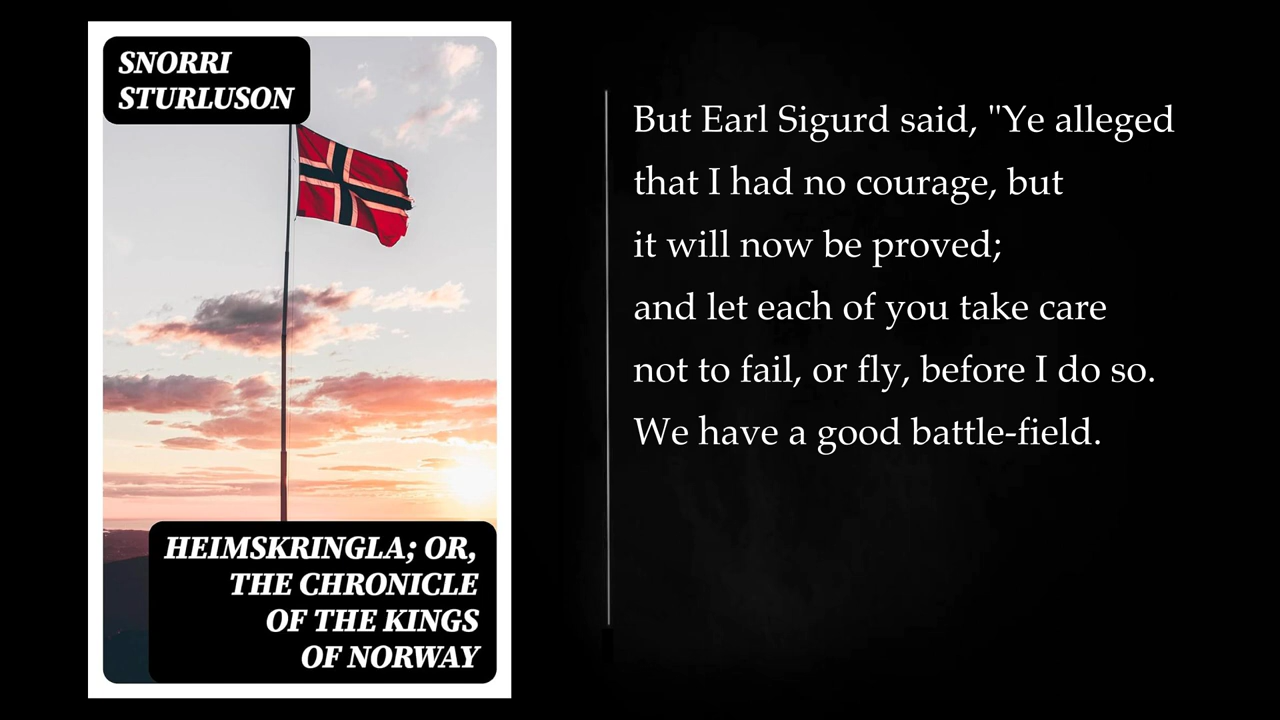 SNORRI
STURLUSON
HEIMSKRINGLA; OR,
THE CHRONICLE
OF THE KINGS
OF NORWAY
But Earl Sigurd said, "Ye alleged
that I had no courage, but
it will now be proved;
and let each of you take care
not to fail, or fly, before I do so.
We have a good battle-field.